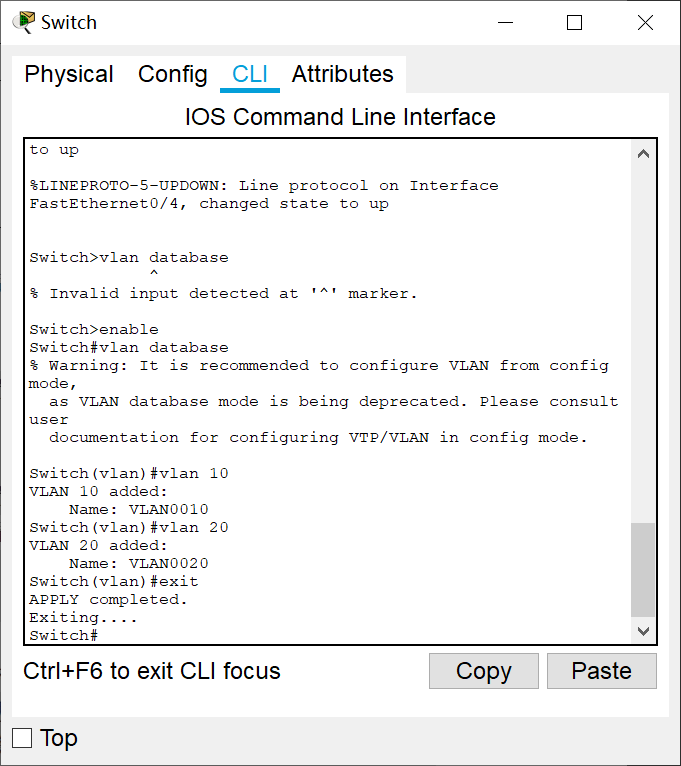 Switch
Physical Config CLI Attributes
IOS Command Line Interface
to up
%LINEPROTO-5-UPDOWN: Line protocol on Interface
FastEthernet0/4, changed state to up
Switch>vlan database
^
% Invalid input detected at '^' marker.
Switch>enable
Switch#vlan database
% Warning: It is recommended to configure VLAN from config
mode,
as VLAN database mode is being deprecated. Please consult
user
documentation for configuring VTP/VLAN in config mode.
Switch(vlan)#vlan 10
VLAN 10 added:
Name: VLAN0010
Switch(vlan)#vlan 20
VLAN 20 added:
Name: VLAN0020
Switch(vlan)#exit
APPLY completed.
Exiting....
Switch#
Ctrl+F6 to exit CLI focus Copy Paste
Top